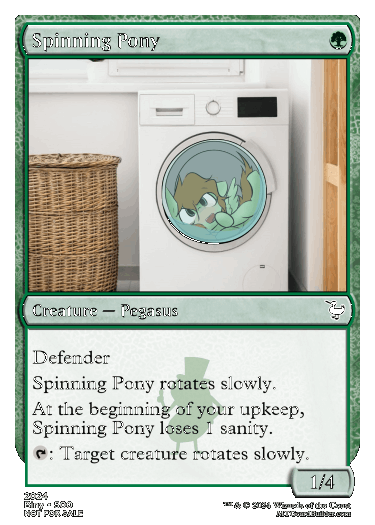 Spinning Pony
Creature — Pegasus
Defender
Spinning Pony rotates slowly.
At the beginning of your upkeep,
Spinning Pony loses 1 sanity.
: Target creature rotates slowly.
1/4
2024
NOT FOR SALE
™ & © 2024 Wizards of the Coast